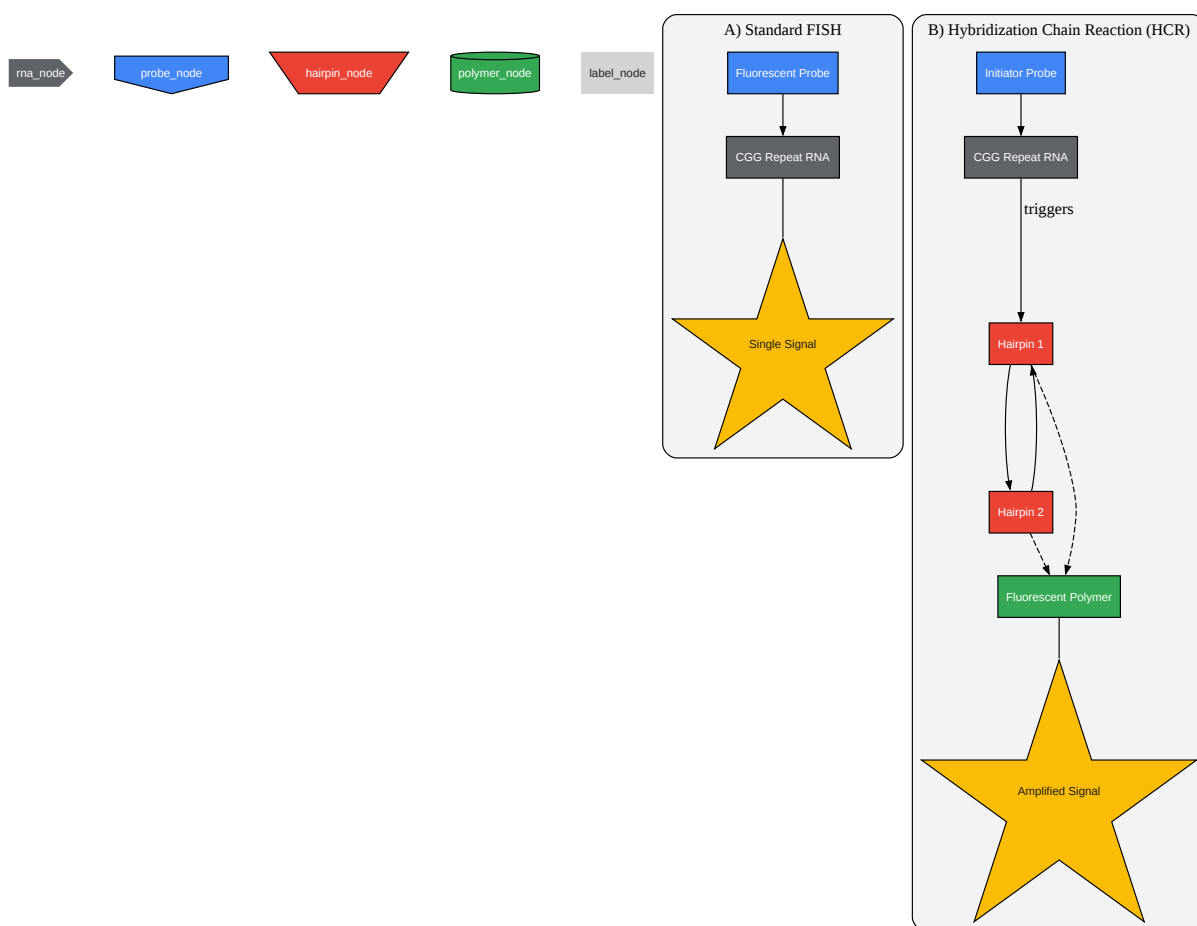 rna_node
probe_node
hairpin_node
polymer_node
label_node
A) Standard FISH
Fluorescent Probe
CGG Repeat RNA
Single Signal
B) Hybridization Chain Reaction (HCR)
Initiator Probe
CGG Repeat RNA
triggers
Hairpin 1
Hairpin 2
Fluorescent Polymer
Amplified Signal